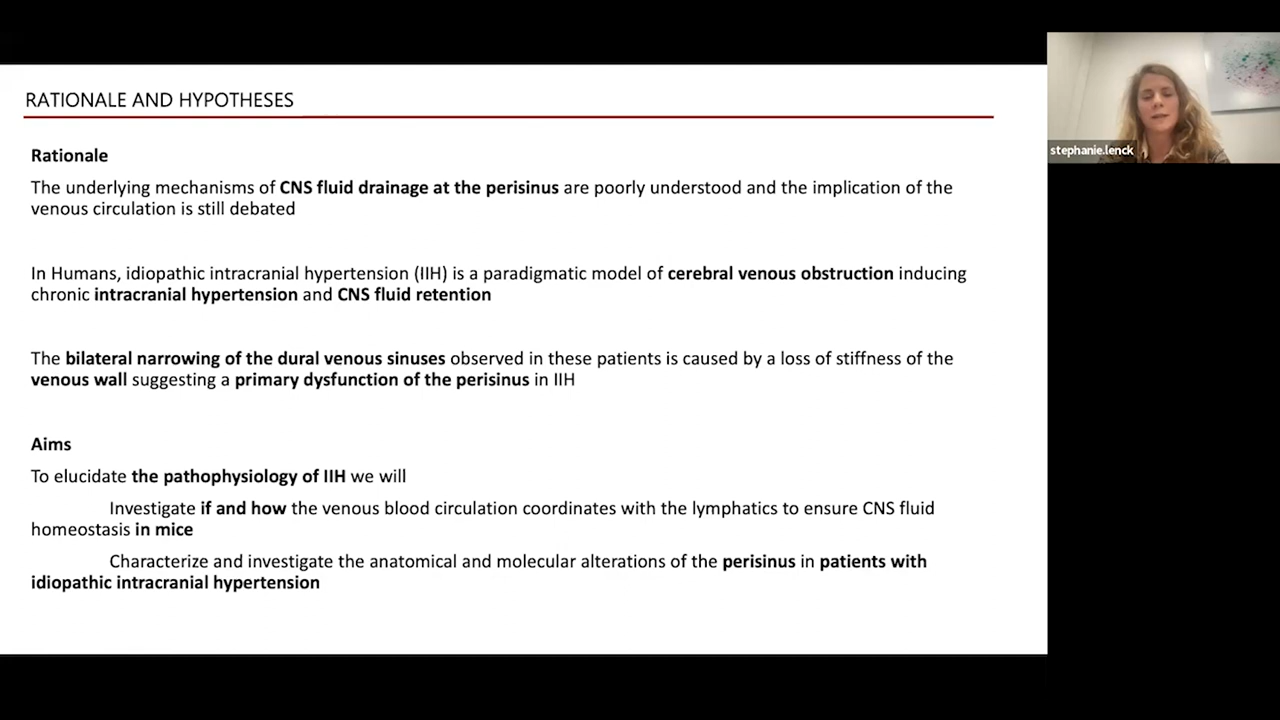 RATIONALE AND HYPOTHESES
Rationale
The underlying mechanisms of CNS fluid drainage at the perisinus are poorly understood and the implication of the
venous circulation is still debated
In Humans, idiopathic intracranial hypertension (IIH) is a paradigmatic model of cerebral venous obstruction inducing
chronic intracranial hypertension and CNS fluid retention
The bilateral narrowing of the dural venous sinuses observed in these patients is caused by a loss of stiffness of the
venous wall suggesting a primary dysfunction of the perisinus in IIH
Aims
To elucidate the pathophysiology of IIH we will
Investigate if and how the venous blood circulation coordinates with the lymphatics to ensure CNS fluid
homeostasis in mice
Characterize and investigate the anatomical and molecular alterations of the perisinus in patients with
idiopathic intracranial hypertension
stephanie.lenck